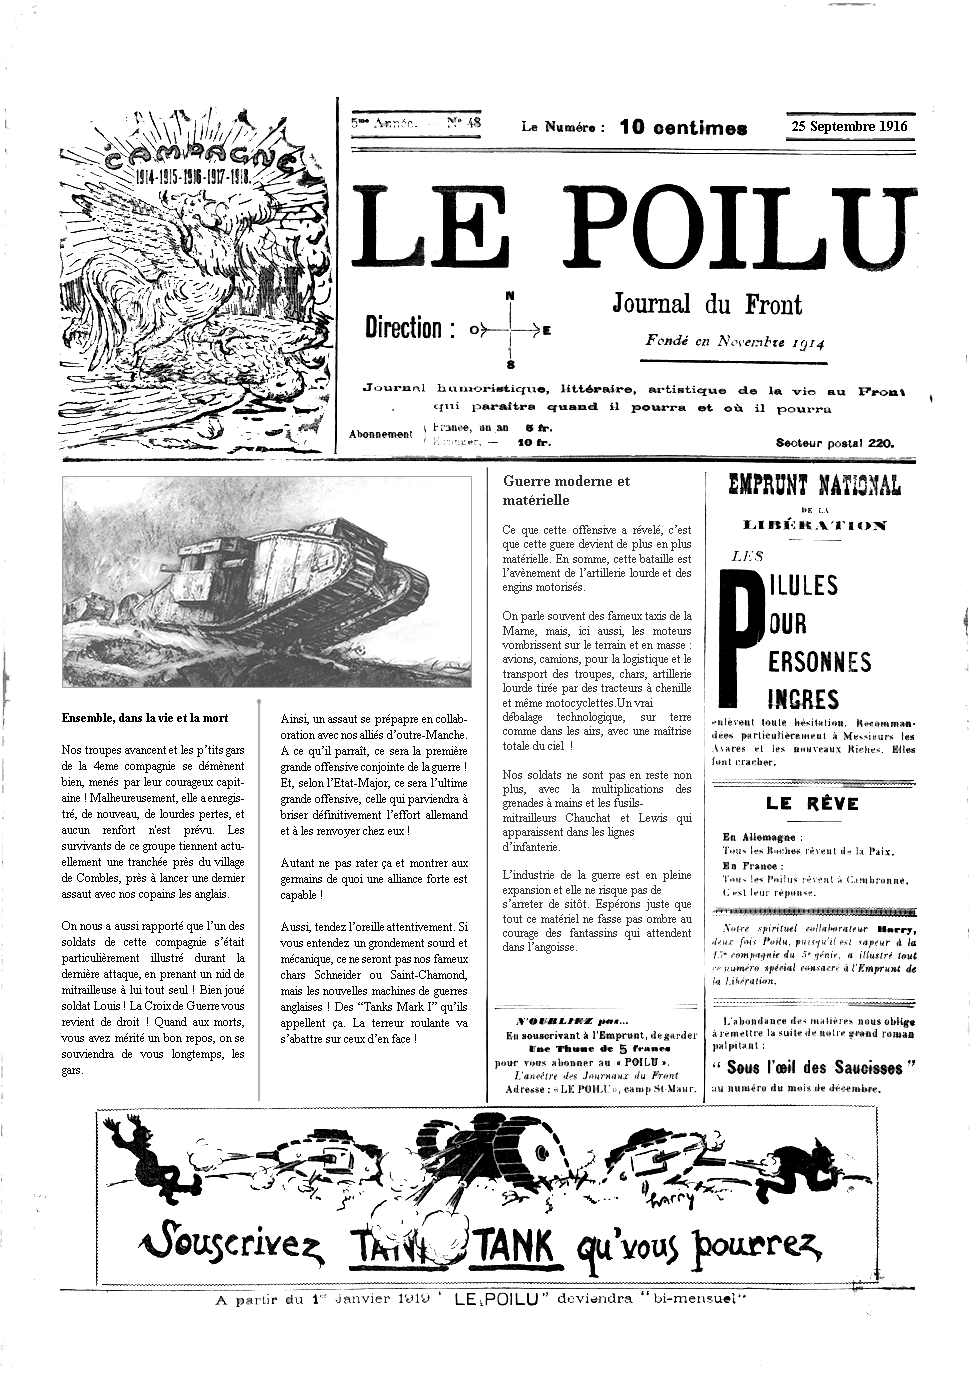 CAMPAGNE
1914-1915-1916-1917-1918.
5me Année. — No 48
Le Numéro : 10 centimes
25 Septembre 1916
LE POILU
Journal du Front
Fondé en Novembre 1914
Direction :
N
O
E
S
Journal humoristique, littéraire, artistique de la vie au Front
qui paraîtra quand il pourra et où il pourra
Abonnement
France, un an 5 fr.
— 10 fr.
Secteur postal 220.
Ensemble, dans la vie et la mort
Nos troupes avancent et les p'tits gars
de la 4eme compagnie se démènent
bien, menés par leur courageux capit-
aine ! Malheureusement, elle a enregis-
tré, de nouveau, de lourdes pertes, et
aucun renfort n'est prévu. Les
survivants de ce groupe tiennent actu-
ellement une tranchée près du village
de Combles, près à lancer une dernier
assaut avec nos copains les anglais.
On nous a aussi rapporté que l'un des
soldats de cette compagnie s'était
particulièrement illustré durant la
dernière attaque, en prenant un nid de
mitrailleuse à lui tout seul ! Bien joué
soldat Louis ! La Croix de Guerre vous
revient de droit ! Quand aux morts,
vous avez mérité un bon repos, on se
souviendra de vous longtemps, les
gars.
Ainsi, un assaut se prépapre en collab-
oration avec nos alliés d'outre-Manche.
A ce qu'il parraît, ce sera la première
grande offensive conjointe de la guerre !
Et, selon l'Etat-Major, ce sera l'ultime
grande offensive, celle qui parviendra à
briser définitivement l'effort allemand
et à les renvoyer chez eux !
Autant ne pas rater ça et montrer aux
germains de quoi une alliance forte est
capable !
Aussi, tendez l'oreille attentivement. Si
vous entendez un grondement sourd et
mécanique, ce ne seront pas nos fameux
chars Schneider ou Saint-Chamond,
mais les nouvelles machines de guerres
anglaises ! Des “Tanks Mark I” qu'ils
appellent ça. La terreur roulante va
s'abattre sur ceux d'en face !
Guerre moderne et
matérielle
Ce que cette offensive a révelé, c'est
que cette guere devient de plus en plus
matérielle. En somme, cette bataille est
l'avènement de l'artillerie lourde et des
engins motorisés.
On parle souvent des fameux taxis de la
Marne, mais, ici aussi, les moteurs
vombrissent sur le terrain et en masse :
avions, camions, pour la logistique et le
transport des troupes, chars, artillerie
lourde tirée par des tracteurs à chenille
et même motocyclettes.Un vrai
débalage technologique, sur terre
comme dans les airs, avec une maîtrise
totale du ciel !
Nos soldats ne sont pas en reste non
plus, avec la multiplications des
grenades à mains et les fusils-
mitrailleurs Chauchat et Lewis qui
apparaissent dans les lignes
d'infanterie.
L'industrie de la guerre est en pleine
expansion et elle ne risque pas de
s'arreter de sitôt. Espérons juste que
tout ce matériel ne fasse pas ombre au
courage des fantassins qui attendent
dans l'angoisse.
N'OUBLIEZ pas...
En souscrivant à l'Emprunt, de garder
Une Thune de 5 francs
pour vous abonner au « POILU ».
L'ancêtre des Journaux du Front
Adresse : « LE POILU », camp St-Maur.
EMPRUNT NATIONAL
DE LA
LIBÉRATION
LES
PILULES
POUR
PERSONNES
PINGRES
enlèvent toute hésitation. Recomman-
dées particulièrement à Messieurs les
Avares et les nouveaux Riches. Elles
font cracher.
LE RÊVE
En Allemagne :
Tous les Boches rêvent de la Paix.
En France :
Tous les Poilus rêvent à Cambronne.
C'est leur réponse.
Notre spirituel collaborateur Harry,
deux fois Poilu, puisqu'il est sapeur à la
15e compagnie du 5e génie, a illustré tout
ce numéro spécial consacré à l'Emprunt de
la Libération.
L'abondance des matières nous oblige
à remettre la suite de notre grand roman
palpitant :
“ Sous l'œil des Saucisses ”
au numéro du mois de décembre.
Harry
Souscrivez TANK TANK qu'vous pourrez
A partir du 1er Janvier 1919 “ LE POILU” deviendra “bi-mensuel”